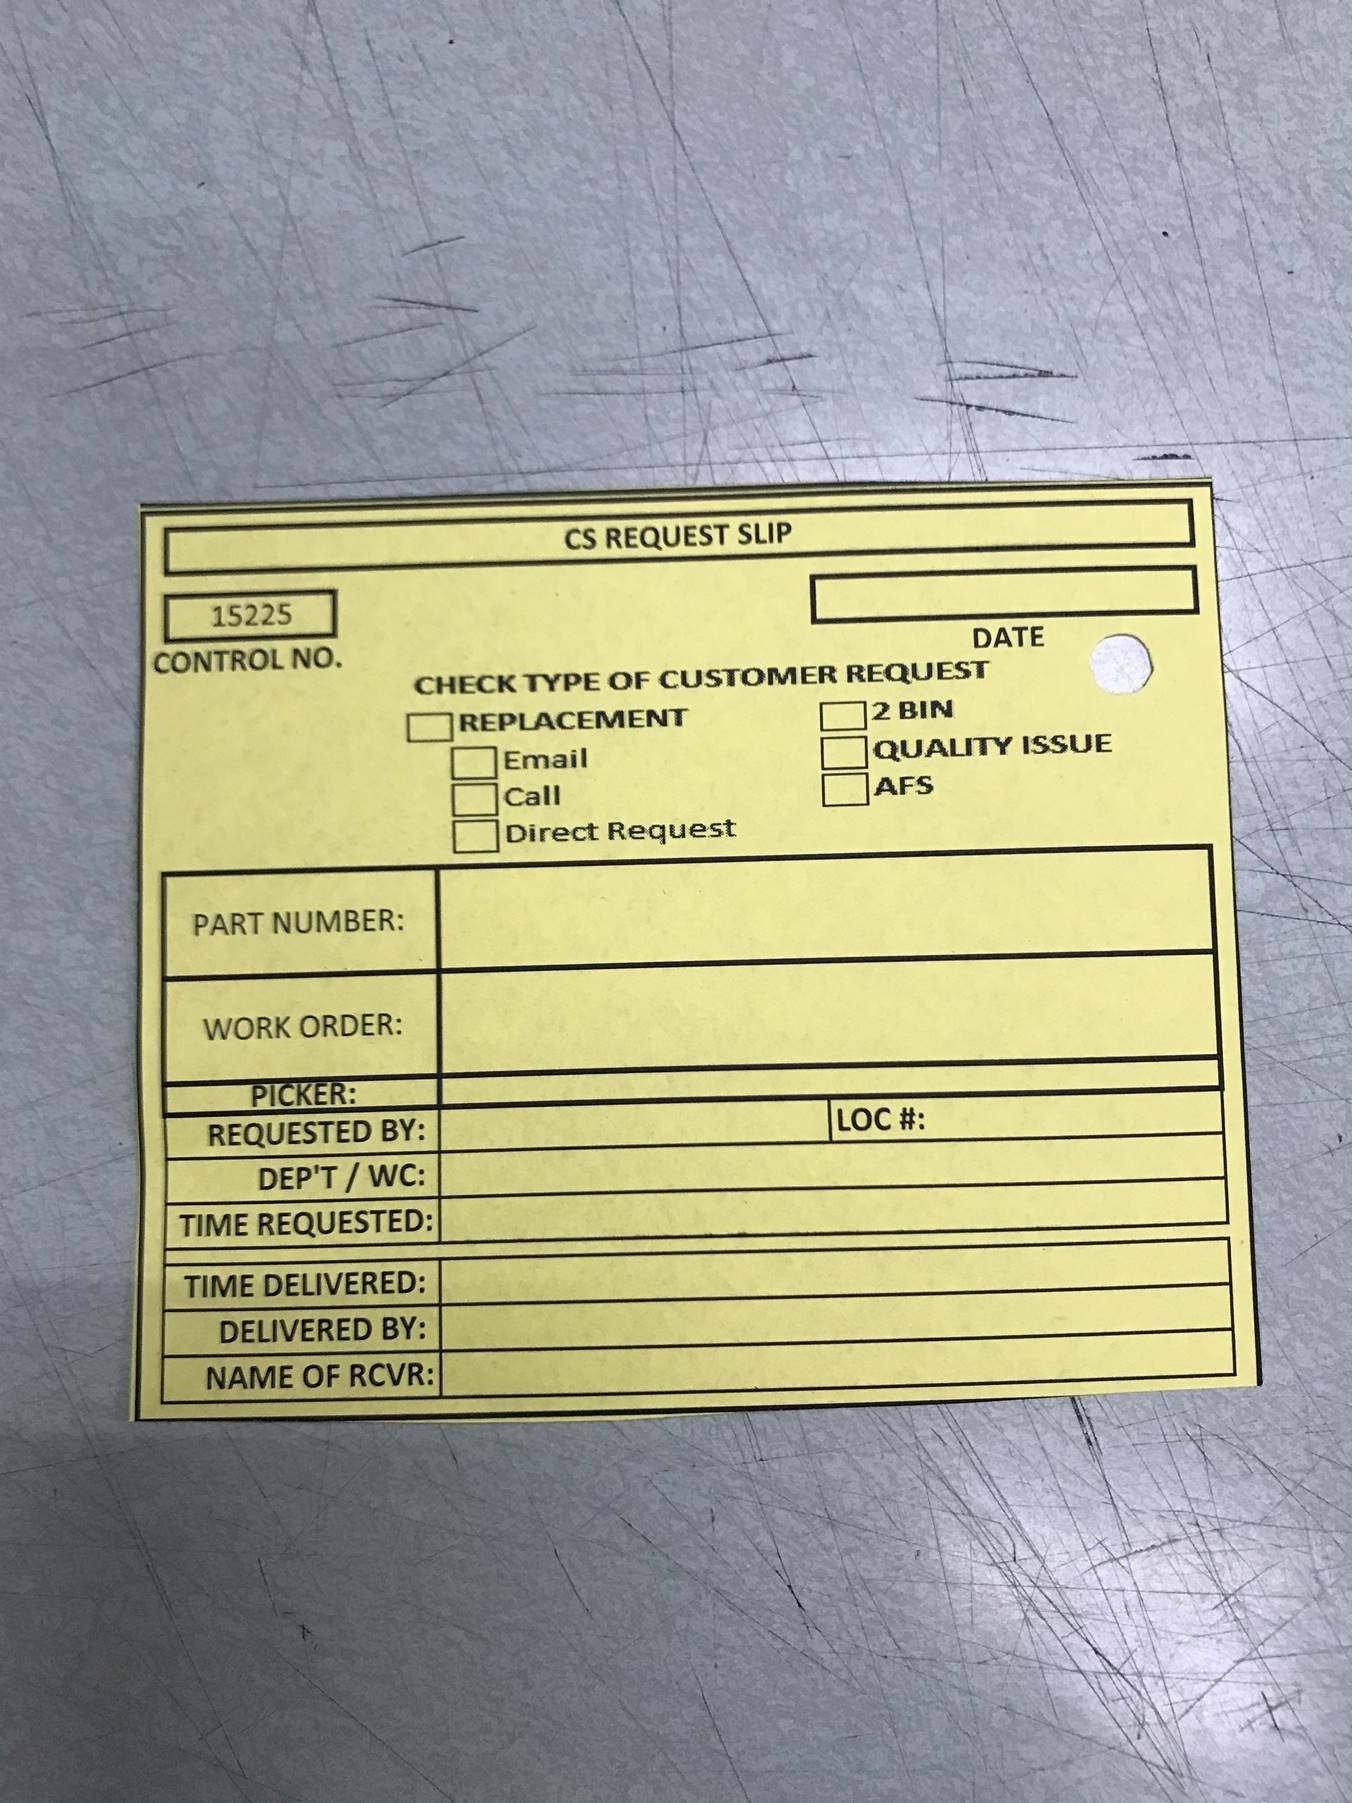 CS REQUEST SLIP
15225
CONTROL NO.
DATE
CHECK TYPE OF CUSTOMER REQUEST
REPLACEMENT
Email
Call
Direct Request
2 BIN
QUALITY ISSUE
AFS
PART NUMBER:
WORK ORDER:
PICKER:
REQUESTED BY:
LOC #:
DEP'T / WC:
TIME REQUESTED:
TIME DELIVERED:
DELIVERED BY:
NAME OF RCVR: